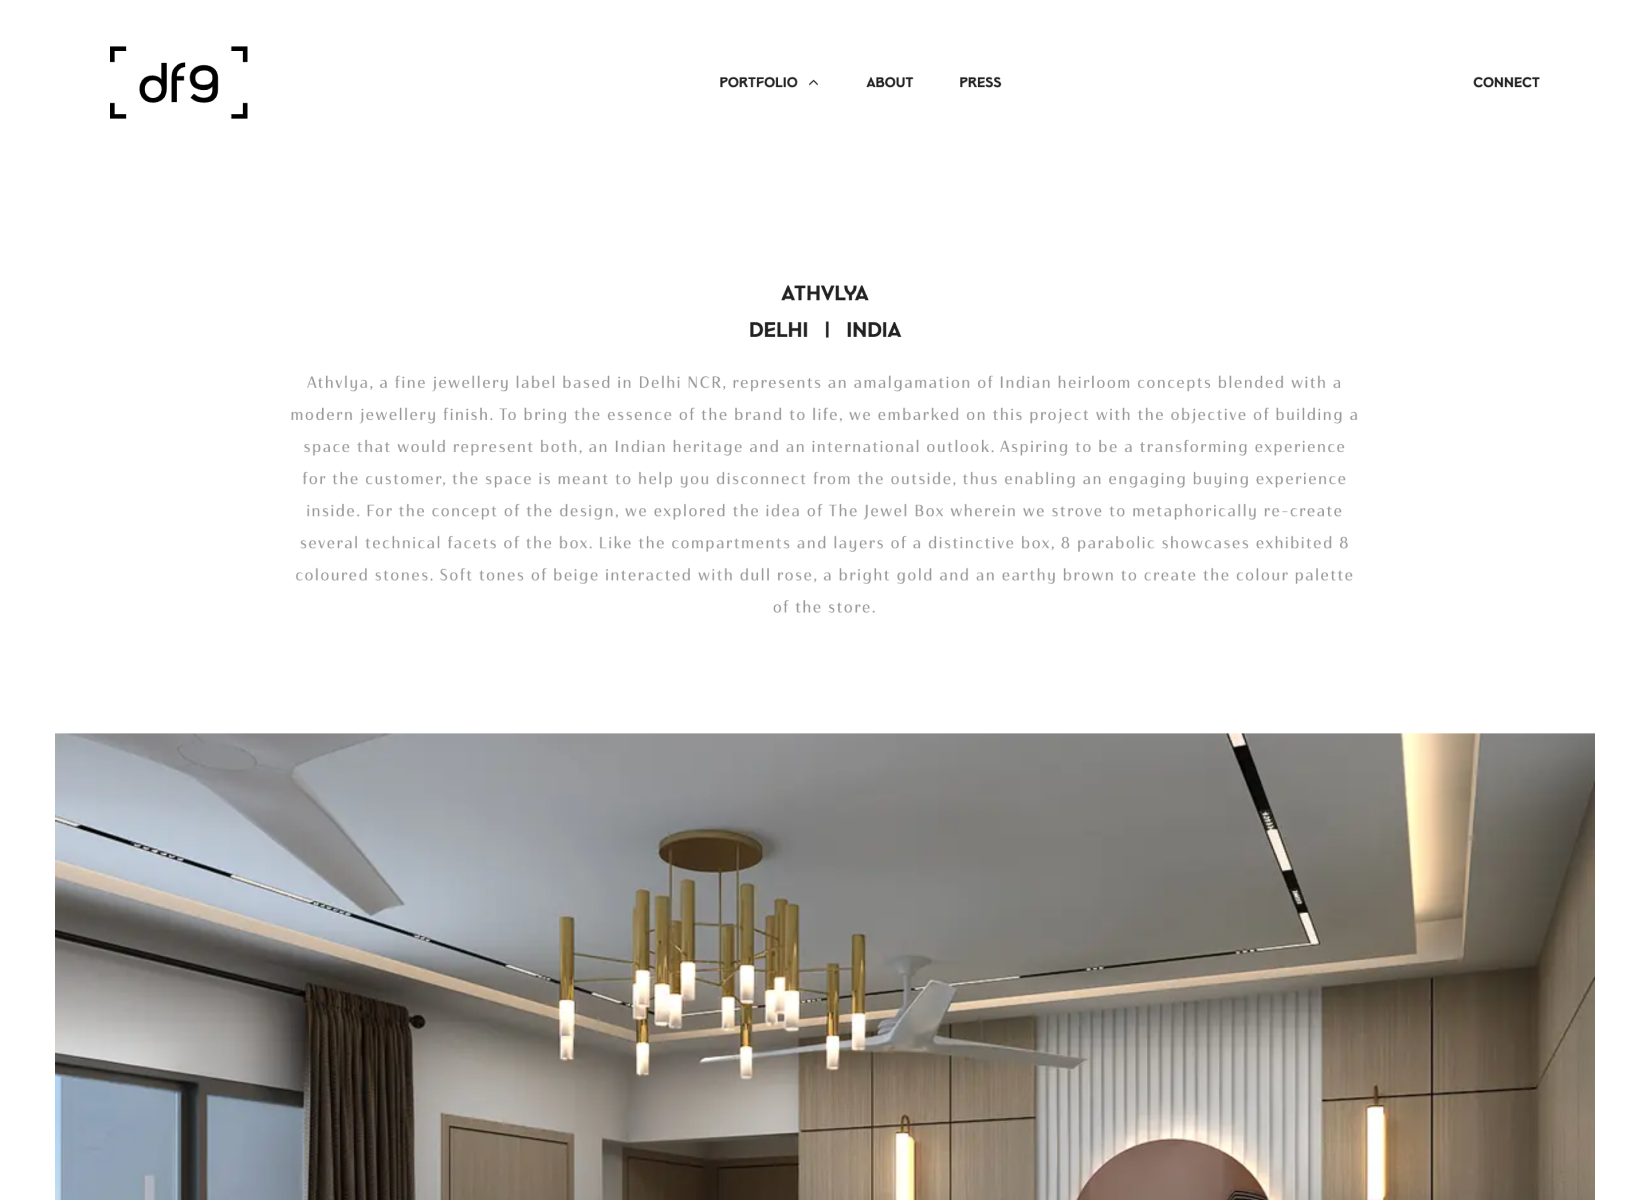 df9
PORTFOLIO
ABOUT
PRESS
CONNECT
ATHVLYA
DELHI | INDIA
Athvlya, a fine jewellery label based in Delhi NCR, represents an amalgamation of Indian heirloom concepts blended with a
modern jewellery finish. To bring the essence of the brand to life, we embarked on this project with the objective of building a
space that would represent both, an Indian heritage and an international outlook. Aspiring to be a transforming experience
for the customer, the space is meant to help you disconnect from the outside, thus enabling an engaging buying experience
inside. For the concept of the design, we explored the idea of The Jewel Box wherein we strove to metaphorically re-create
several technical facets of the box. Like the compartments and layers of a distinctive box, 8 parabolic showcases exhibited 8
coloured stones. Soft tones of beige interacted with dull rose, a bright gold and an earthy brown to create the colour palette
of the store.